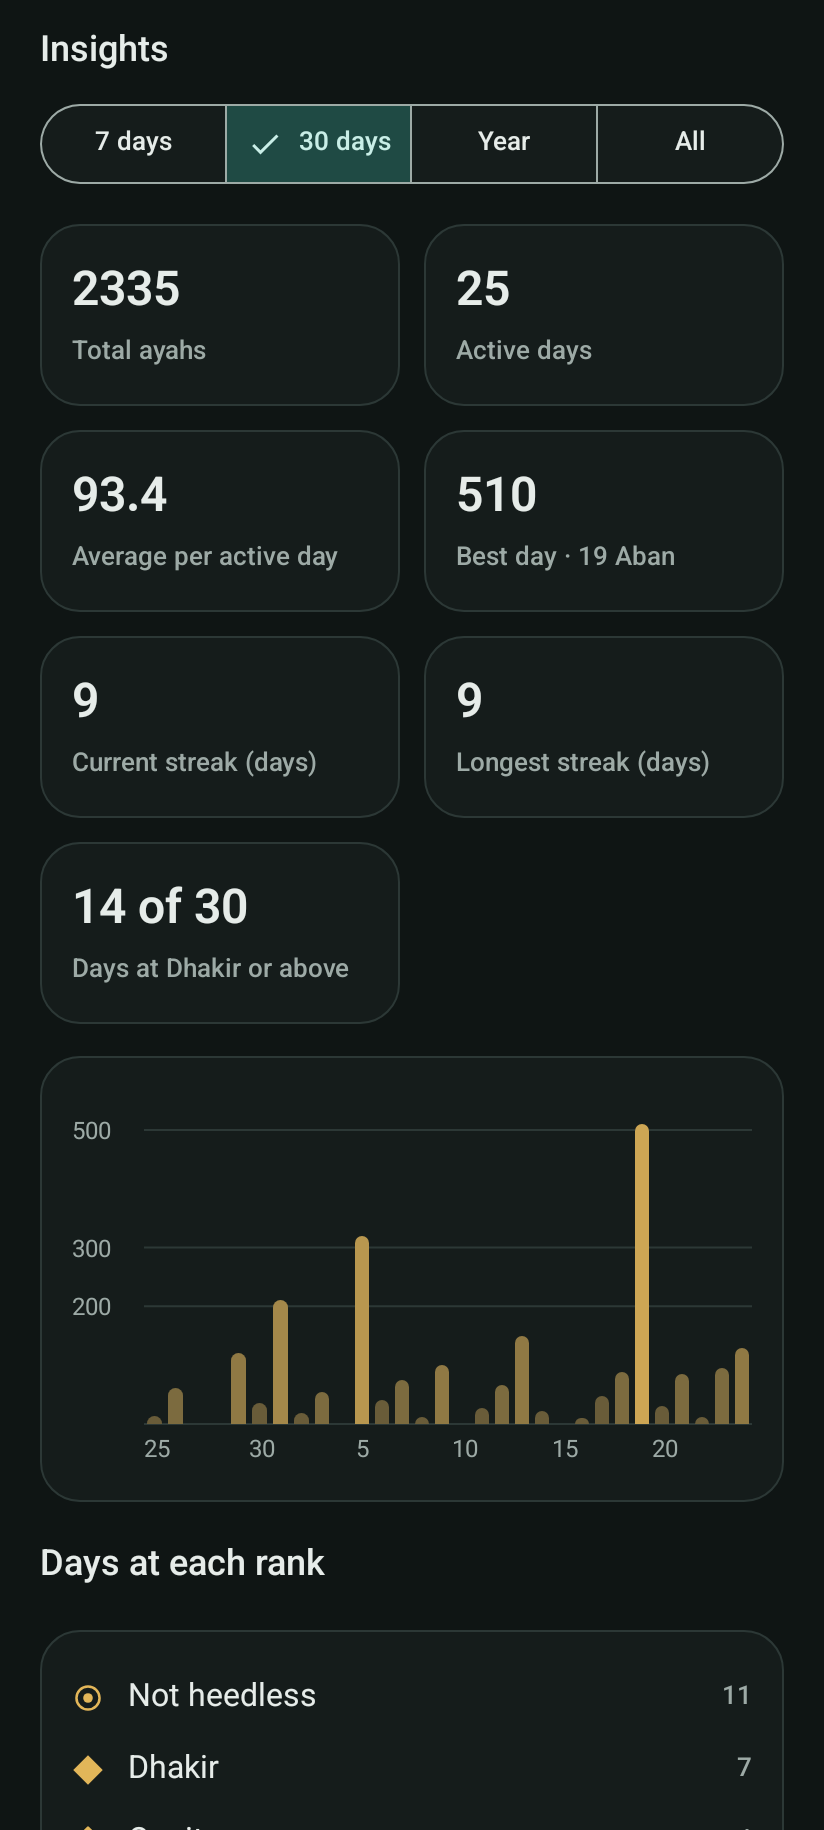 Insights
7 days
30 days
Year
All
2335
Total ayahs
25
Active days
93.4
Average per active day
510
Best day · 19 Aban
9
Current streak (days)
9
Longest streak (days)
14 of 30
Days at Dhakir or above
500
300
200
25 30 5 10 15 20
Days at each rank
Not heedless 11
Dhakir 7